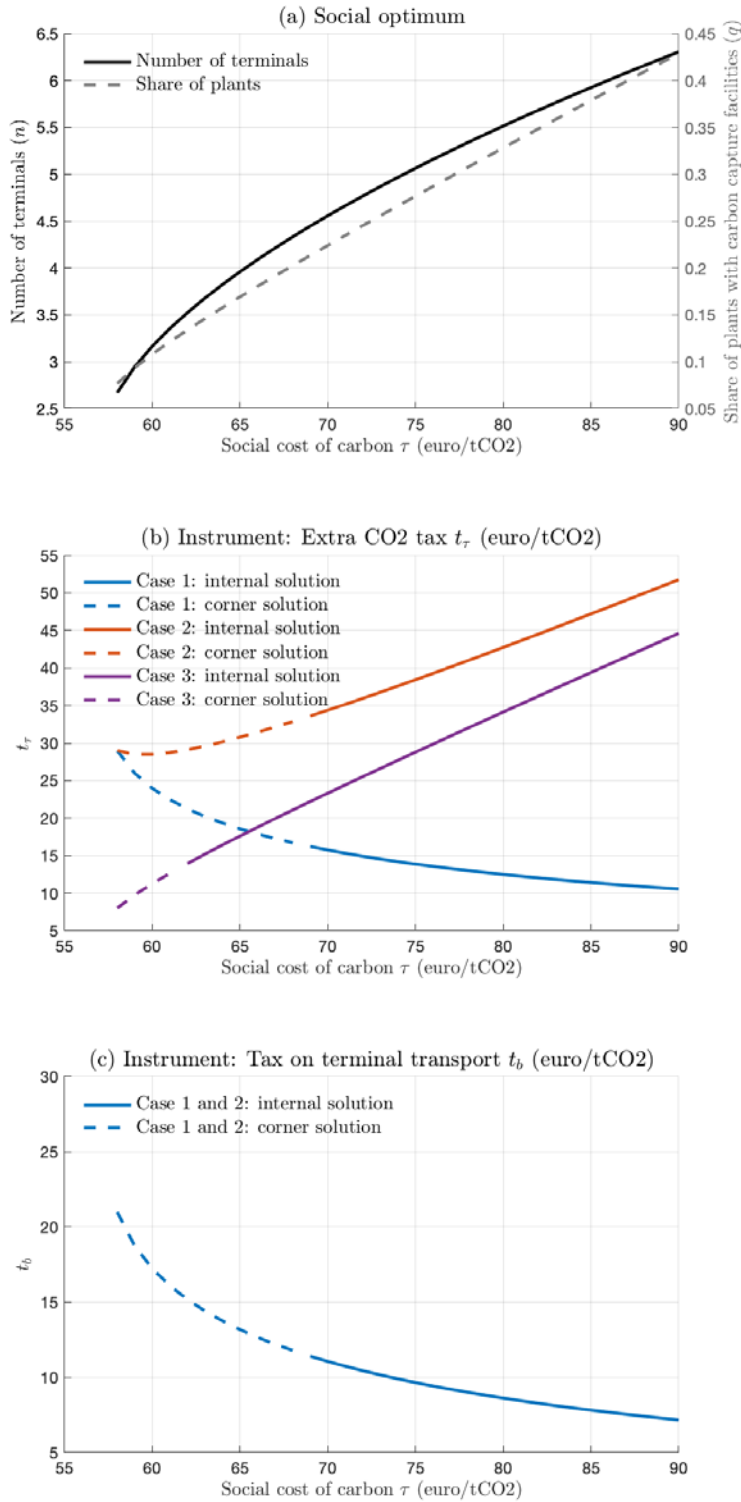 (a) Social optimum
Number of terminals
Share of plants
6.5
6
5.5
5
4.5
4
3.5
3
2.5
Number of terminals (n)
0.45
0.4
0.35
0.3
0.25
0.2
0.15
0.1
0.05
Share of plants with carbon capture facilities (q)
55 60 65 70 75 80 85 90
Social cost of carbon τ (euro/tCO2)
(b) Instrument: Extra CO2 tax t_τ (euro/tCO2)
Case 1: internal solution
Case 1: corner solution
Case 2: internal solution
Case 2: corner solution
Case 3: internal solution
Case 3: corner solution
55
50
45
40
35
30
25
20
15
10
5
t_τ
55 60 65 70 75 80 85 90
Social cost of carbon τ (euro/tCO2)
(c) Instrument: Tax on terminal transport t_b (euro/tCO2)
Case 1 and 2: internal solution
Case 1 and 2: corner solution
30
25
20
15
10
5
t_b
55 60 65 70 75 80 85 90
Social cost of carbon τ (euro/tCO2)